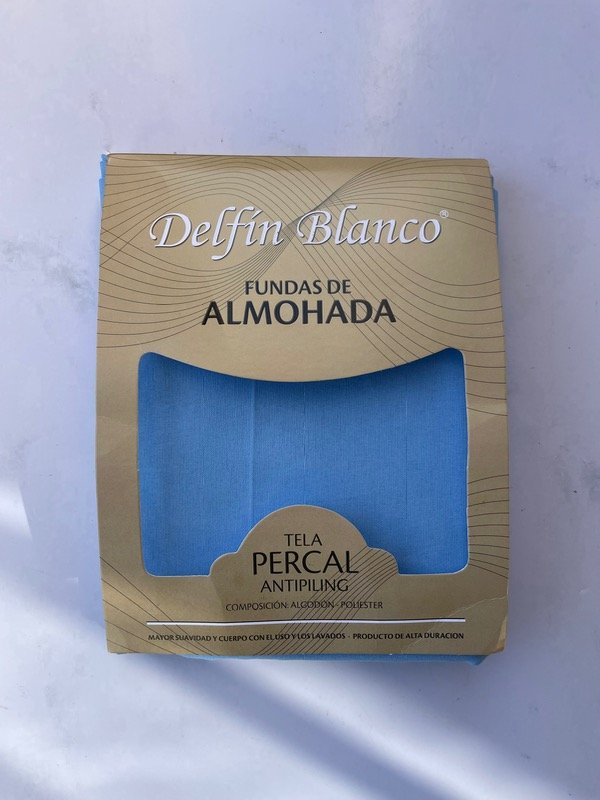 Delfín Blanco®
FUNDAS DE
ALMOHADA
TELA
PERCAL
ANTIPILING
COMPOSICIÓN: ALGODÓN - POLIESTER
MAYOR SUAVIDAD Y CUERPO CON EL USO Y LOS LAVADOS - PRODUCTO DE ALTA DURACION